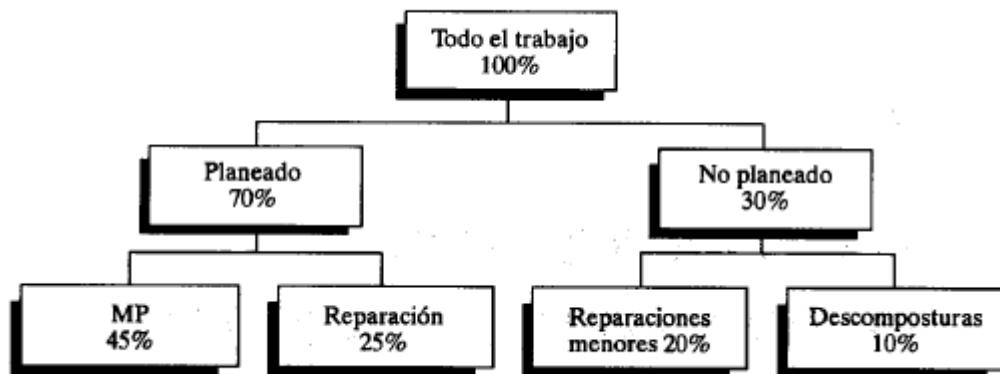 Todo el trabajo
100%
Planeado
70%
No planeado
30%
MP
45%
Reparación
25%
Reparaciones
menores 20%
Descomposturas
10%